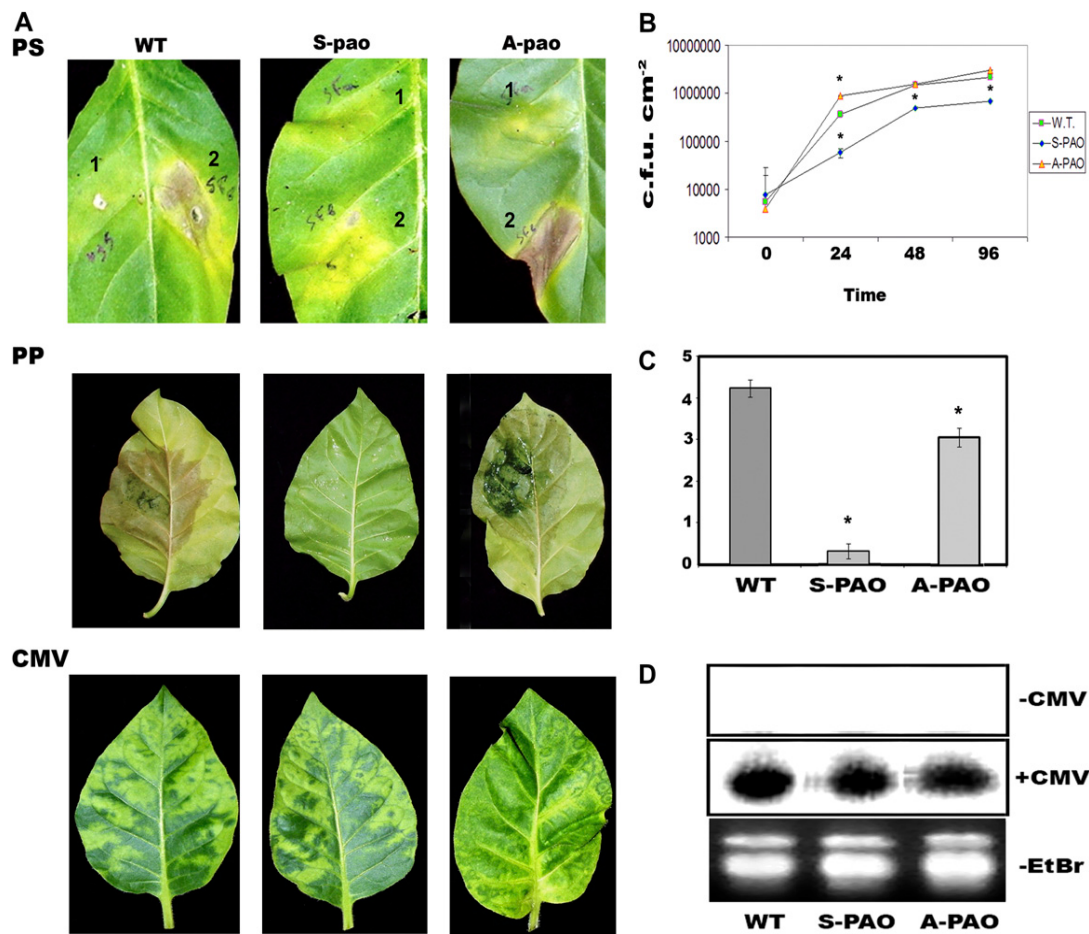 A
PS
WT
S-pao
A-pao
1
2
1
2
1
2
PP
CMV
B
c.f.u. cm-2
10000000
1000000
100000
10000
1000
* * * *
0 24 48 96
Time
W.T.
S-PAO
A-PAO
C
5
4
3
2
1
0
* *
WT S-PAO A-PAO
D
-CMV
+CMV
-EtBr
WT S-PAO A-PAO